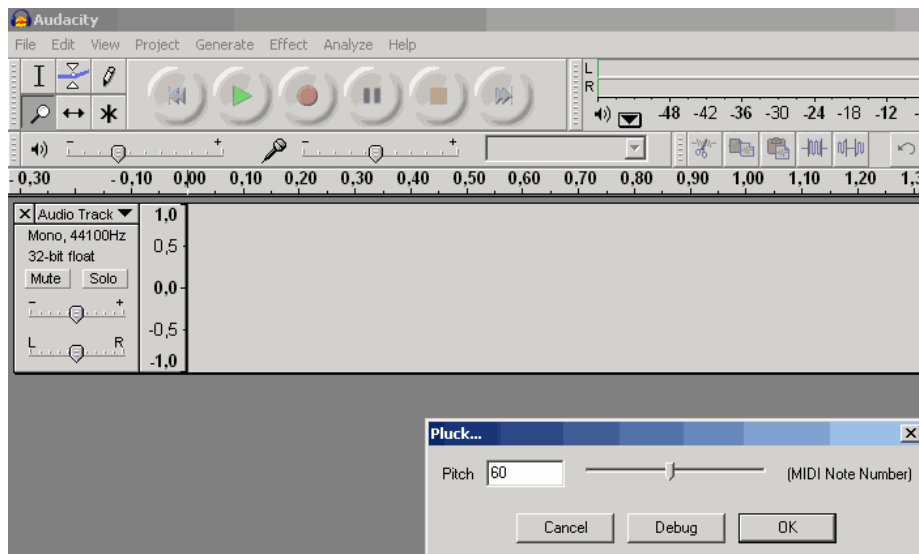 Audacity
File Edit View Project Generate Effect Analyze Help
L
R
-48 -42 -36 -30 -24 -18 -12 -
- +
- +
-0,30 -0,10 0,00 0,10 0,20 0,30 0,40 0,50 0,60 0,70 0,80 0,90 1,00 1,10 1,20 1,3
X Audio Track
Mono, 44100Hz
32-bit float
Mute Solo
- +
L R
1,0
0,5
0,0
-0,5
-1,0
Pluck...
Pitch 60 (MIDI Note Number)
Cancel Debug OK